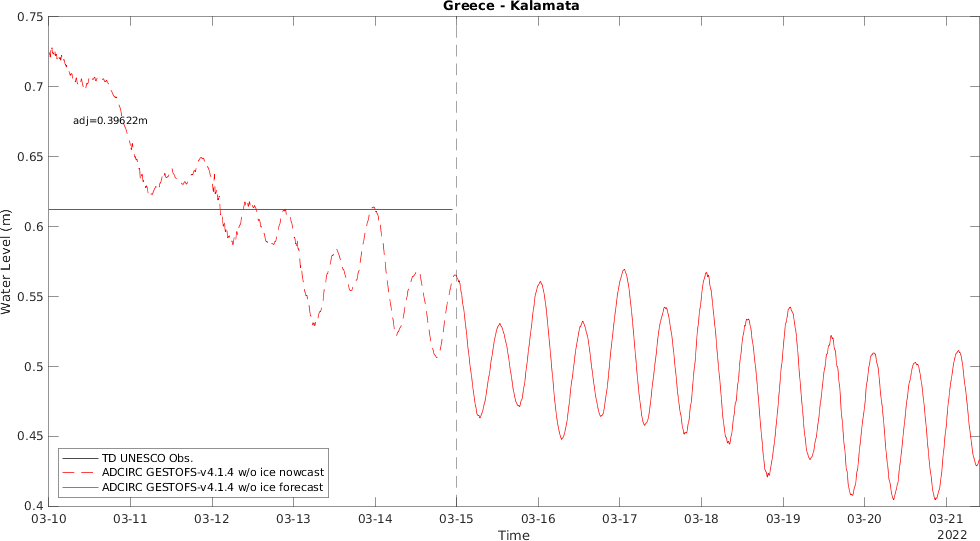 Greece - Kalamata
0.75
0.7
0.65
0.6
0.55
0.5
0.45
0.4
Water Level (m)
adj=0.39622m
TD UNESCO Obs.
ADCIRC GESTOFS-v4.1.4 w/o ice nowcast
ADCIRC GESTOFS-v4.1.4 w/o ice forecast
03-10 03-11 03-12 03-13 03-14 03-15 03-16 03-17 03-18 03-19 03-20 03-21
Time
2022